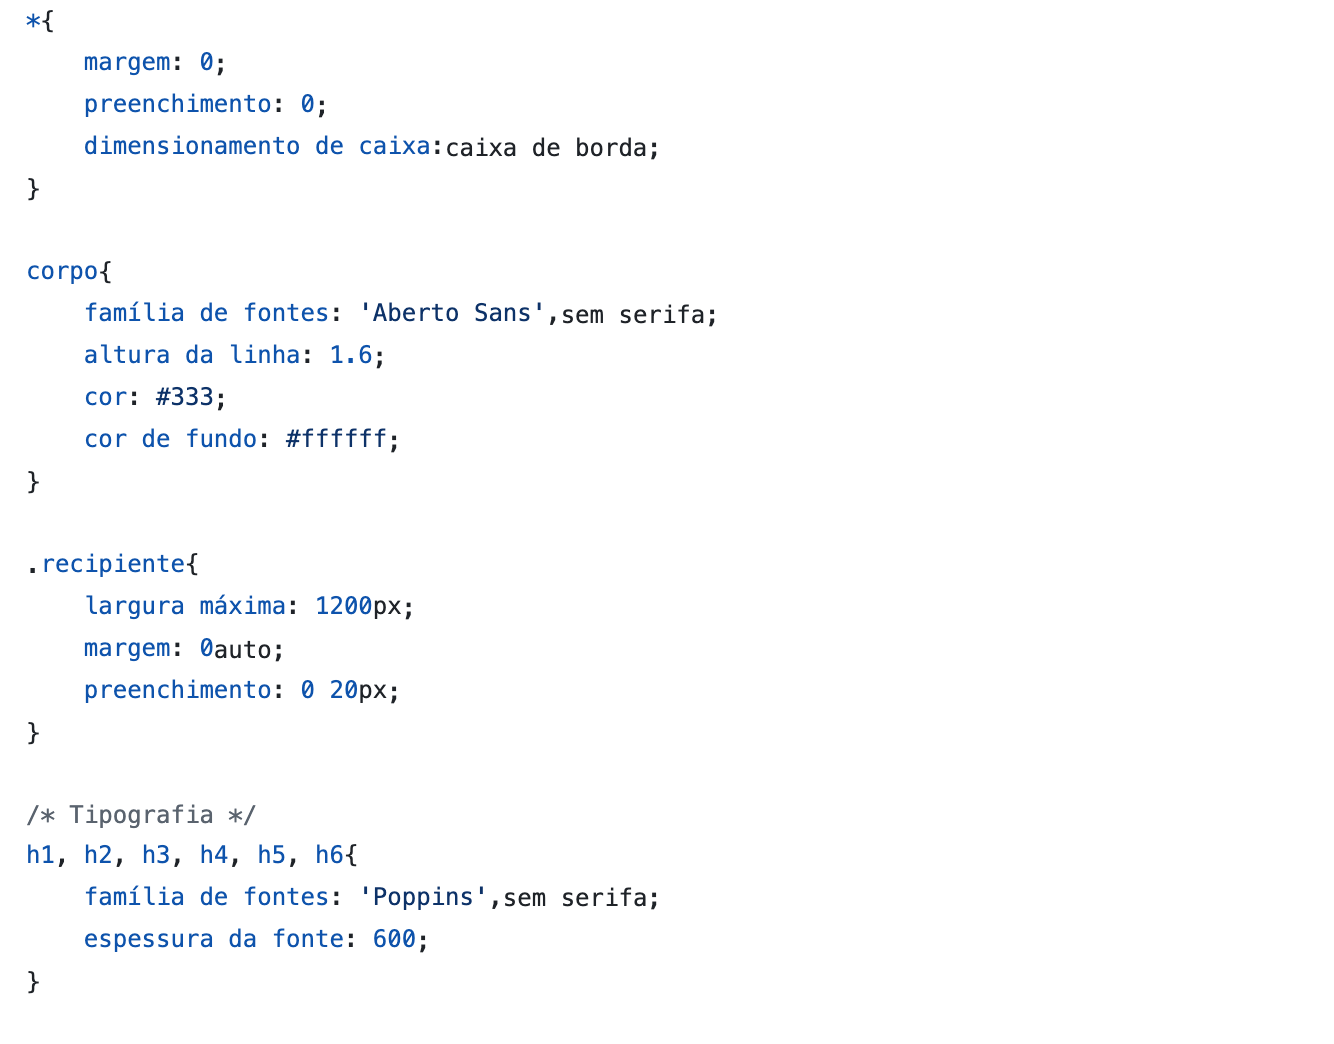 *{
margem: 0;
preenchimento: 0;
dimensionamento de caixa:caixa de borda;
}
corpo{
família de fontes: 'Aberto Sans',sem serifa;
altura da linha: 1.6;
cor: #333;
cor de fundo: #ffffff;
}
.recipiente{
largura máxima: 1200px;
margem: 0auto;
preenchimento: 0 20px;
}
/* Tipografia */
h1, h2, h3, h4, h5, h6{
família de fontes: 'Poppins',sem serifa;
espessura da fonte: 600;
}